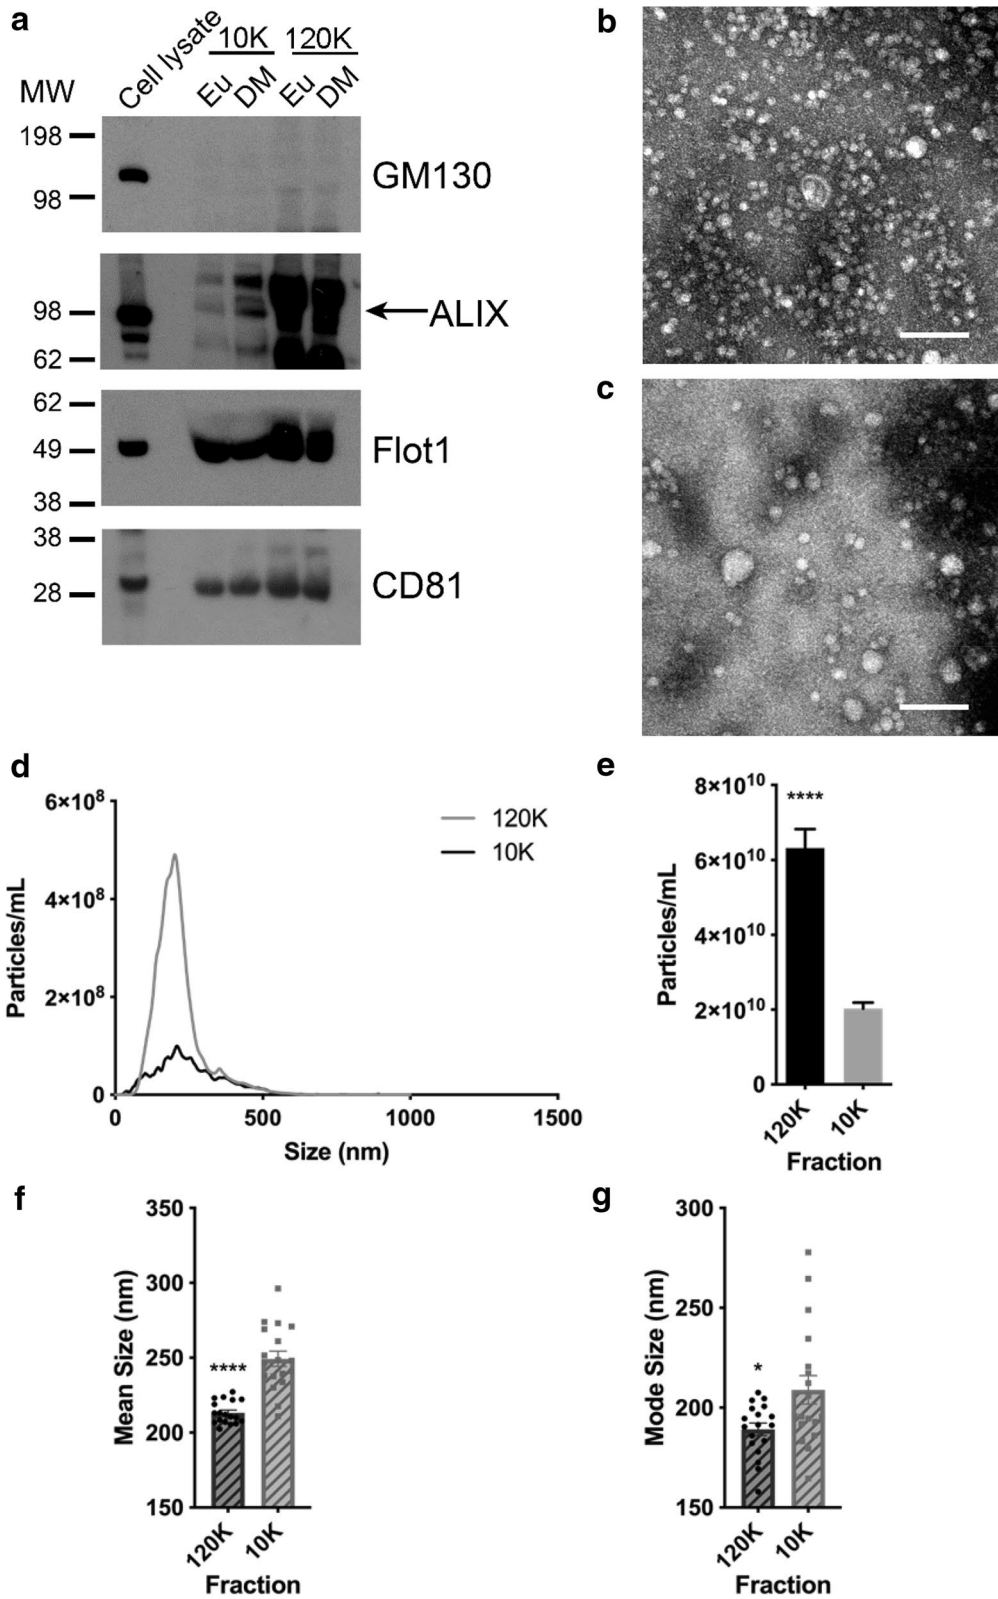 a
Cell lysate
10K 120K
Eu DM Eu DM
MW
198
98
GM130
98
62
ALIX
62
49
38
Flot1
38
28
CD81
b
c
d
6×10⁸
4×10⁸
2×10⁸
0
Particles/mL
0 500 1000 1500
Size (nm)
120K
10K
e
8×10¹⁰
6×10¹⁰
4×10¹⁰
2×10¹⁰
0
Particles/mL
****
120K 10K
Fraction
f
350
300
250
200
150
Mean Size (nm)
****
120K 10K
Fraction
g
300
250
200
150
Mode Size (nm)
*
120K 10K
Fraction